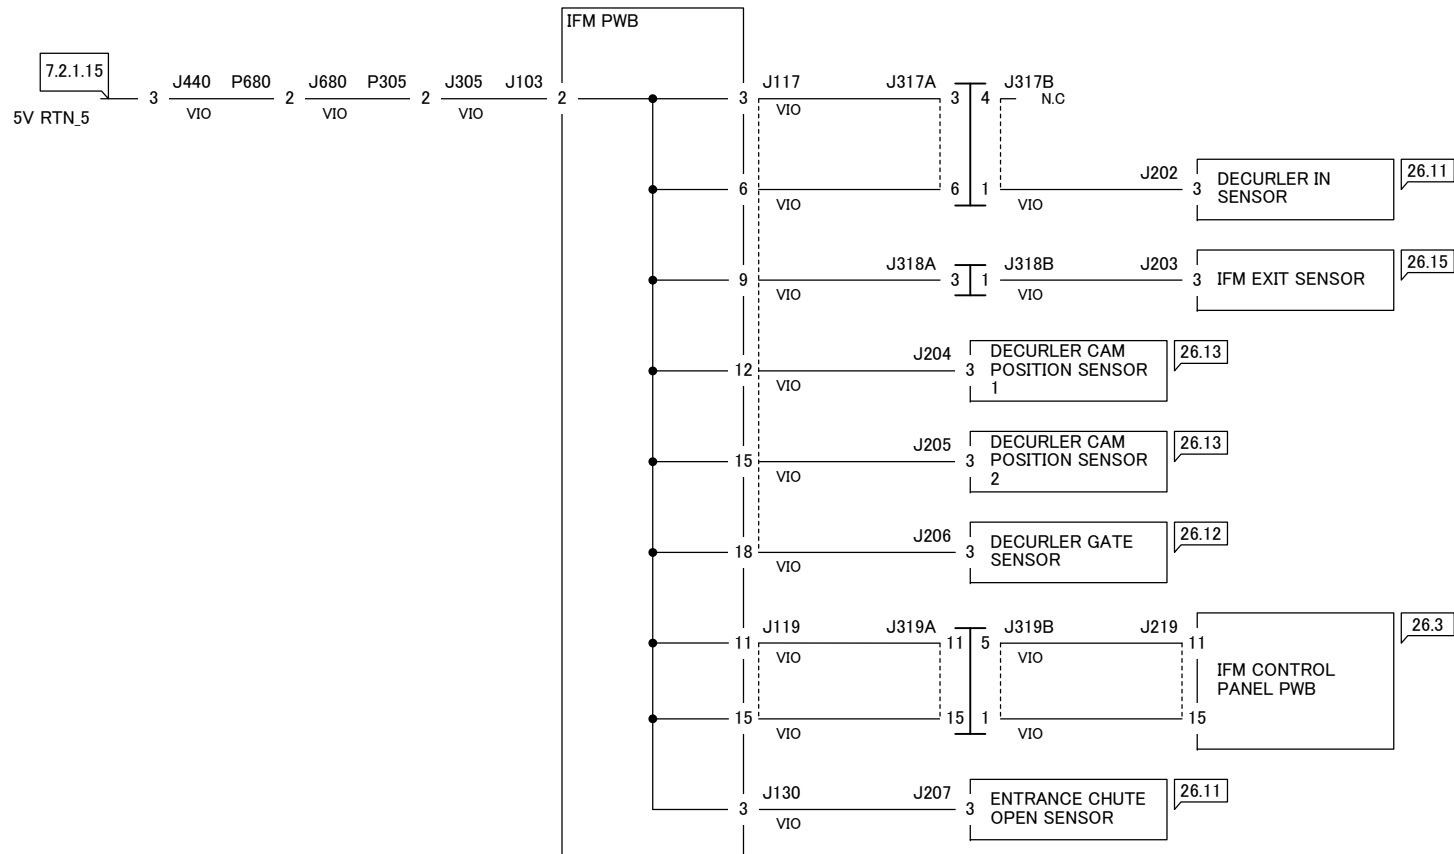 IFM PWB
7.2.1.15
J440 P680 J680 P305 J305 J103 J117 J317A J317B
3 2 2 2 3 3 4 N.C
5V RTN_5
VIO VIO VIO VIO
J202
6 6 1 3 DECURLER IN
SENSOR
26.11
VIO VIO
J318A J318B J203
9 3 1 3 IFM EXIT SENSOR
26.15
VIO VIO
J204
12 3 DECURLER CAM
POSITION SENSOR
1
26.13
VIO
J205
15 3 DECURLER CAM
POSITION SENSOR
2
26.13
VIO
J206
18 3 DECURLER GATE
SENSOR
26.12
VIO
J119 J319A J319B J219
11 11 5 11
VIO VIO
IFM CONTROL
PANEL PWB
26.3
15 15 1 15
VIO VIO
J130 J207
3 3 ENTRANCE CHUTE
OPEN SENSOR
26.11
VIO